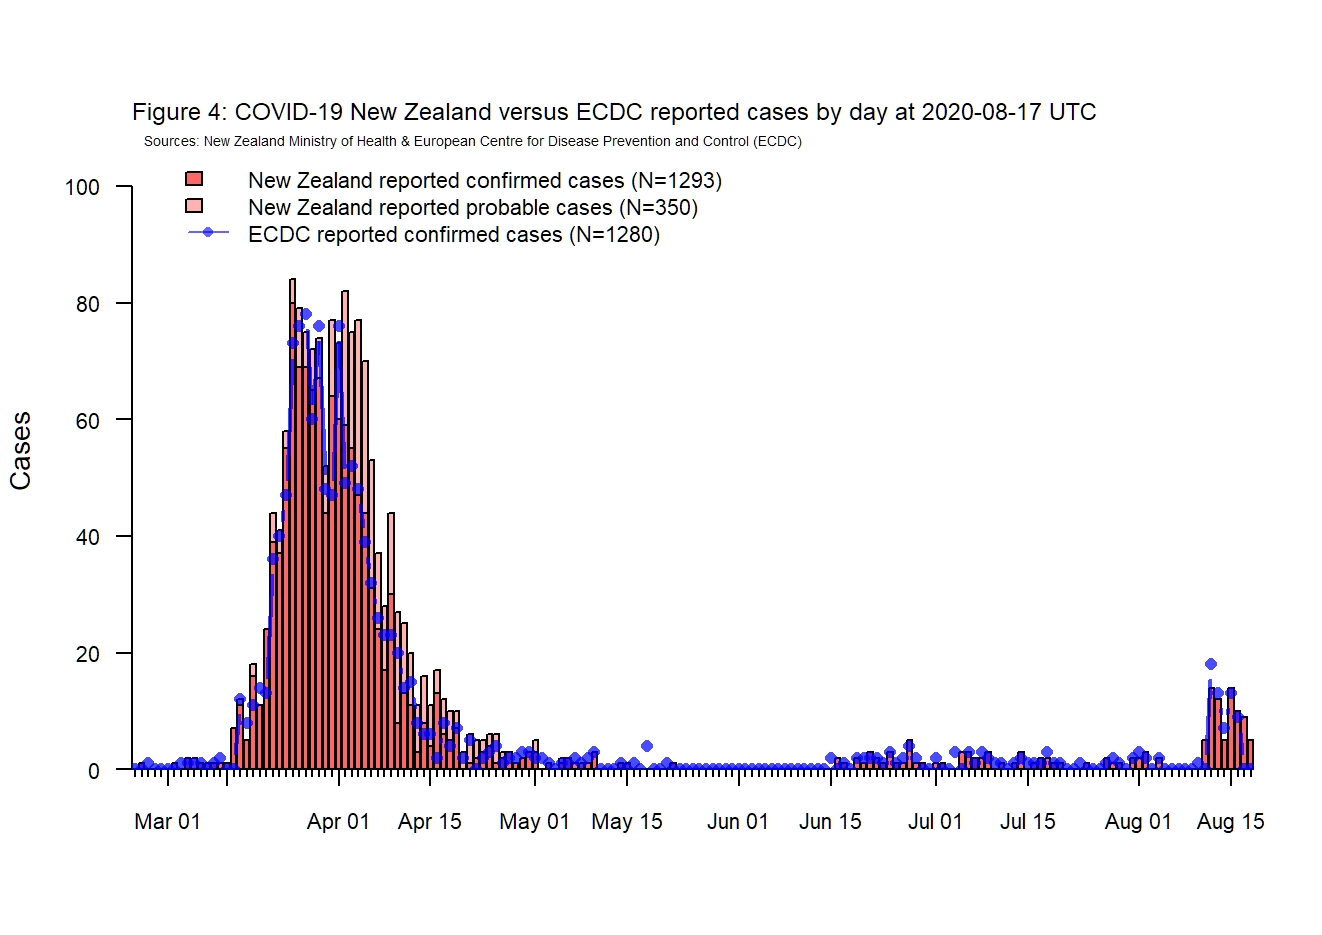 Figure 4: COVID-19 New Zealand versus ECDC reported cases by day at 2020-08-17 UTC
Sources: New Zealand Ministry of Health & European Centre for Disease Prevention and Control (ECDC)
New Zealand reported confirmed cases (N=1293)
New Zealand reported probable cases (N=350)
ECDC reported confirmed cases (N=1280)
Cases
100
80
60
40
20
0
Mar 01 Apr 01 Apr 15 May 01 May 15 Jun 01 Jun 15 Jul 01 Jul 15 Aug 01 Aug 15